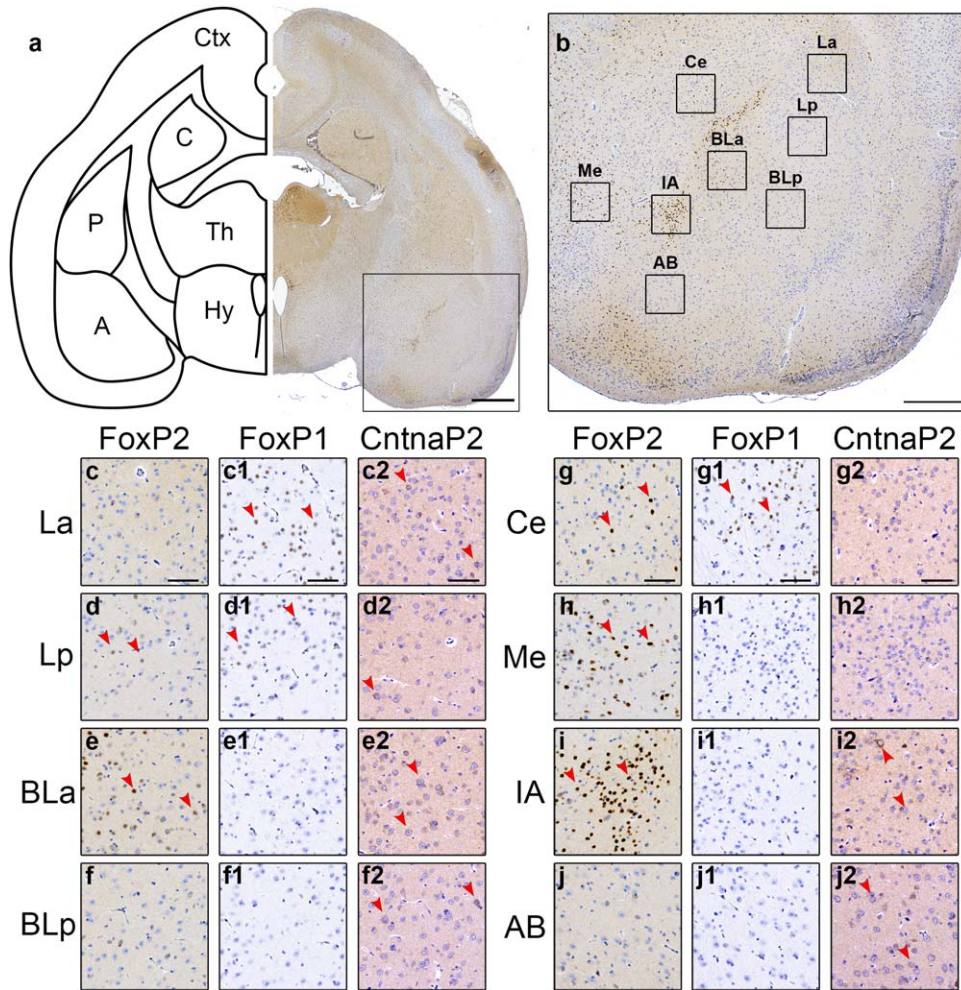 a
Ctx
C
P
Th
A
Hy
b
La
Ce
Lp
BLa
Me
IA
BLp
AB
FoxP2 FoxP1 CntnaP2 FoxP2 FoxP1 CntnaP2
La c c1 c2 Ce g g1 g2
Lp d d1 d2 Me h h1 h2
BLa e e1 e2 IA i i1 i2
BLp f f1 f2 AB j j1 j2